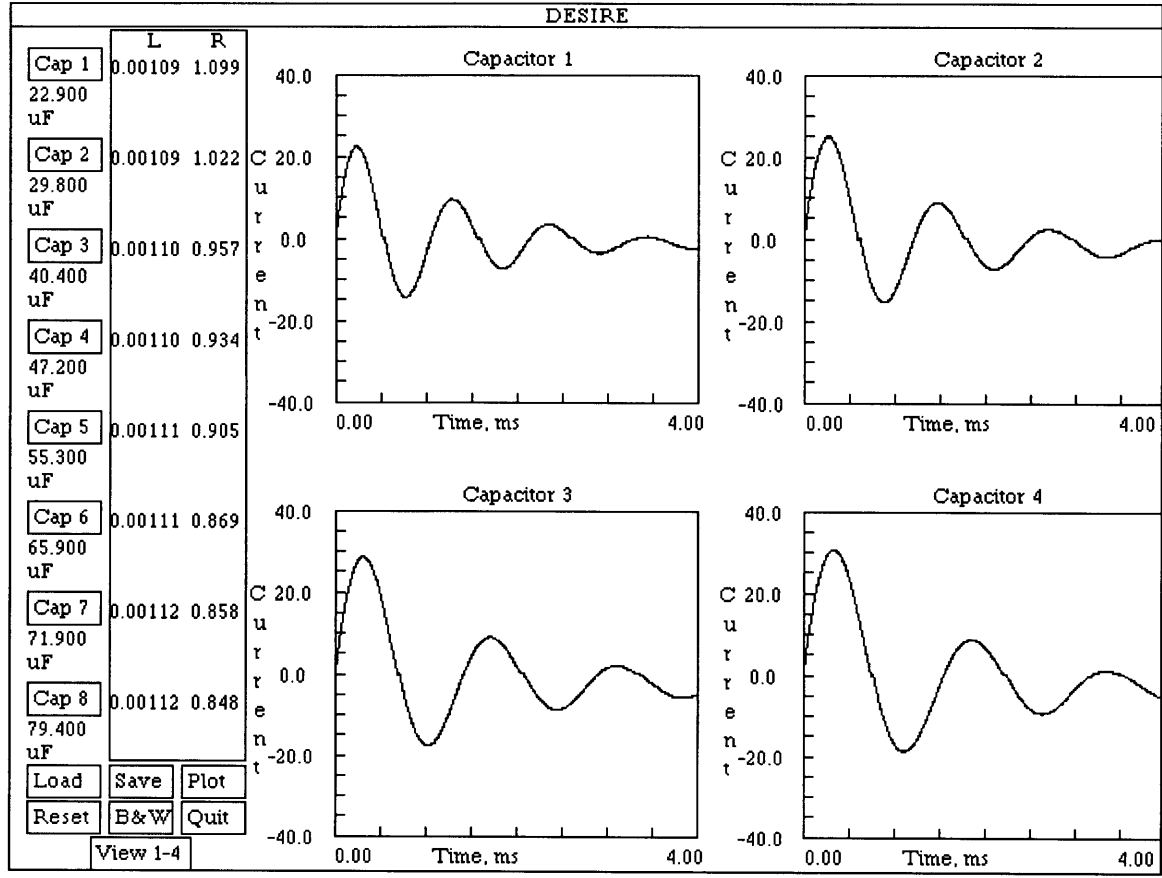 DESIRE
L R
Cap 1 0.00109 1.099
22.900
uF
Cap 2 0.00109 1.022
29.800
uF
Cap 3 0.00110 0.957
40.400
uF
Cap 4 0.00110 0.934
47.200
uF
Cap 5 0.00111 0.905
55.300
uF
Cap 6 0.00111 0.869
65.900
uF
Cap 7 0.00112 0.858
71.900
uF
Cap 8 0.00112 0.848
79.400
uF
Load Save Plot
Reset B&W Quit
View 1-4
Capacitor 1
40.0
20.0
0.0
-20.0
-40.0
Current
0.00 Time, ms 4.00
Capacitor 2
40.0
20.0
0.0
-20.0
-40.0
Current
0.00 Time, ms 4.00
Capacitor 3
40.0
20.0
0.0
-20.0
-40.0
Current
0.00 Time, ms 4.00
Capacitor 4
40.0
20.0
0.0
-20.0
-40.0
Current
0.00 Time, ms 4.00